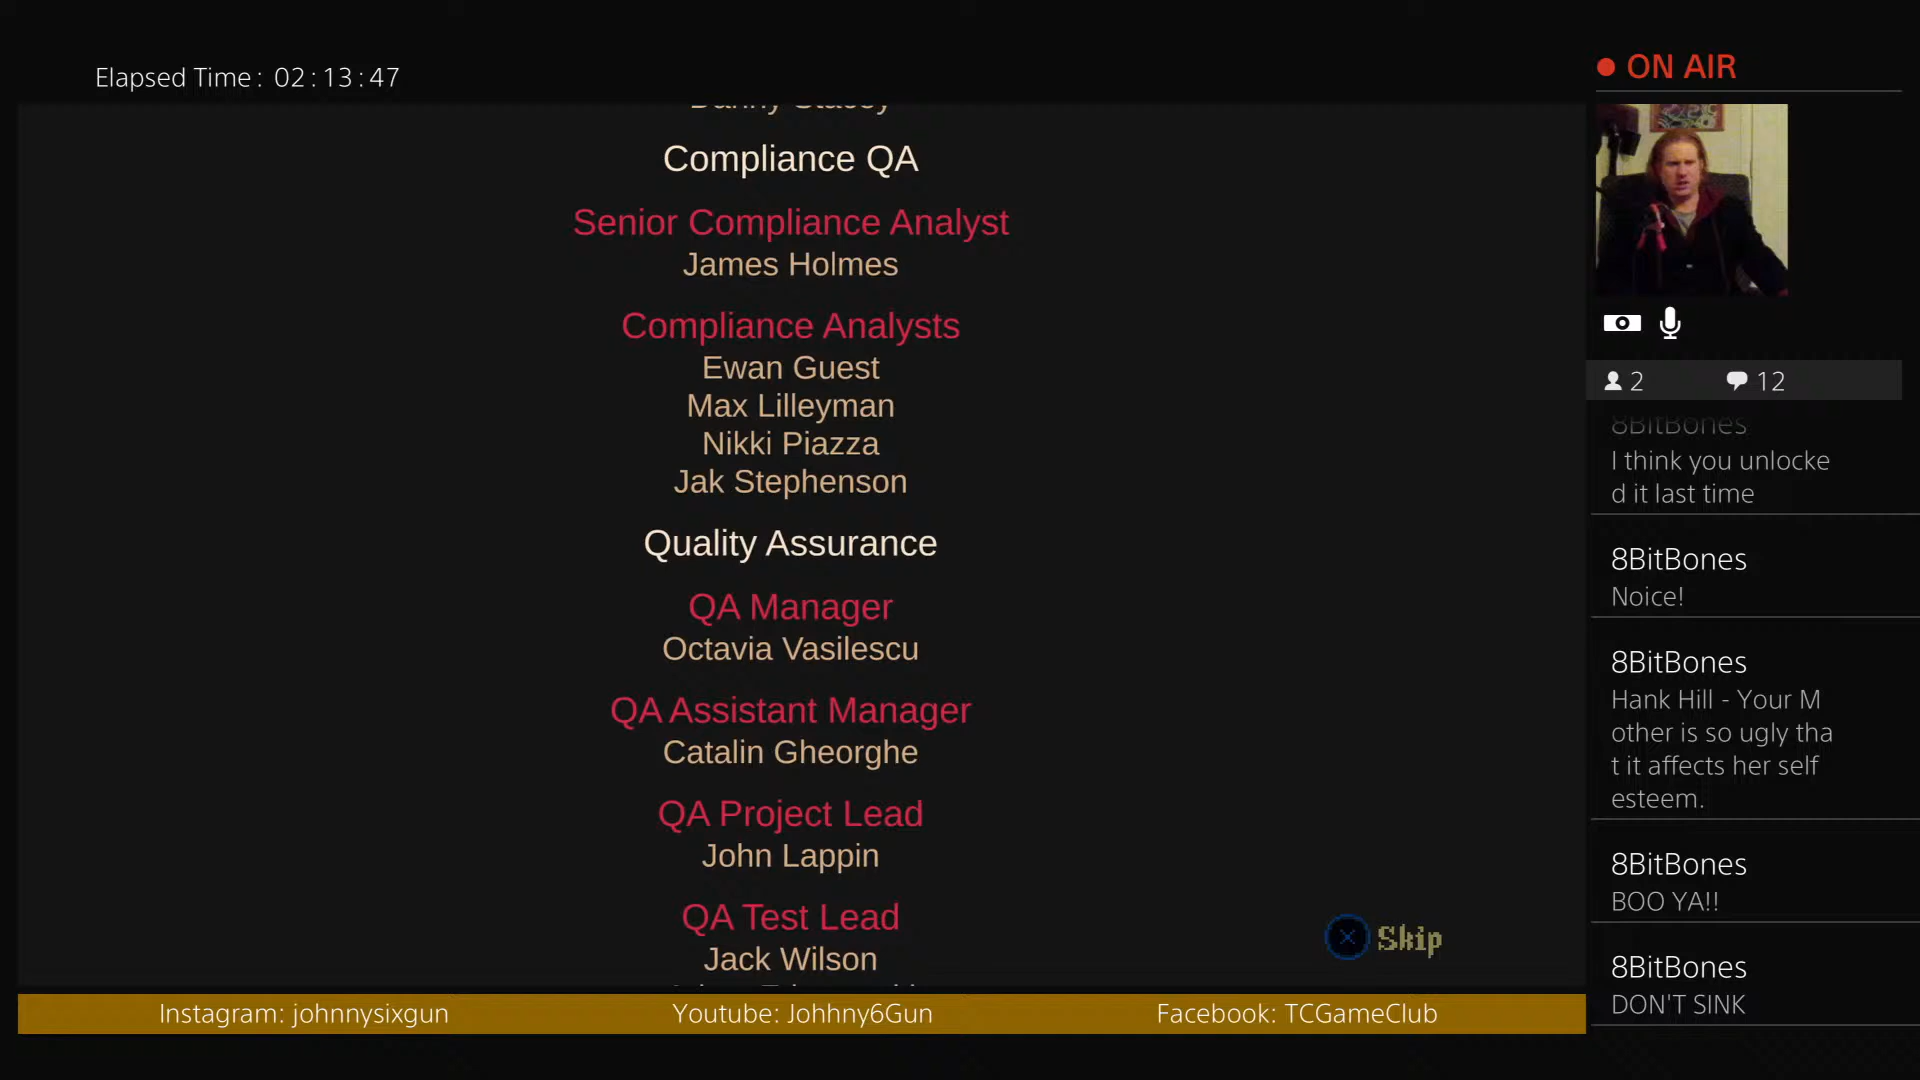 Elapsed Time: 02:13:47
ON AIR
Compliance QA
Senior Compliance Analyst
James Holmes
Compliance Analysts
Ewan Guest
Max Lilleyman
Nikki Piazza
Jak Stephenson
Quality Assurance
QA Manager
Octavia Vasilescu
QA Assistant Manager
Catalin Gheorghe
QA Project Lead
John Lappin
QA Test Lead
Jack Wilson
Skip
Instagram: johnnysixgun
Youtube: Johhny6Gun
Facebook: TCGameClub
2
12
8BitBones
I think you unlocke
d it last time
8BitBones
Noice!
8BitBones
Hank Hill - Your M
other is so ugly tha
t it affects her self
esteem.
8BitBones
BOO YA!!
8BitBones
DON'T SINK